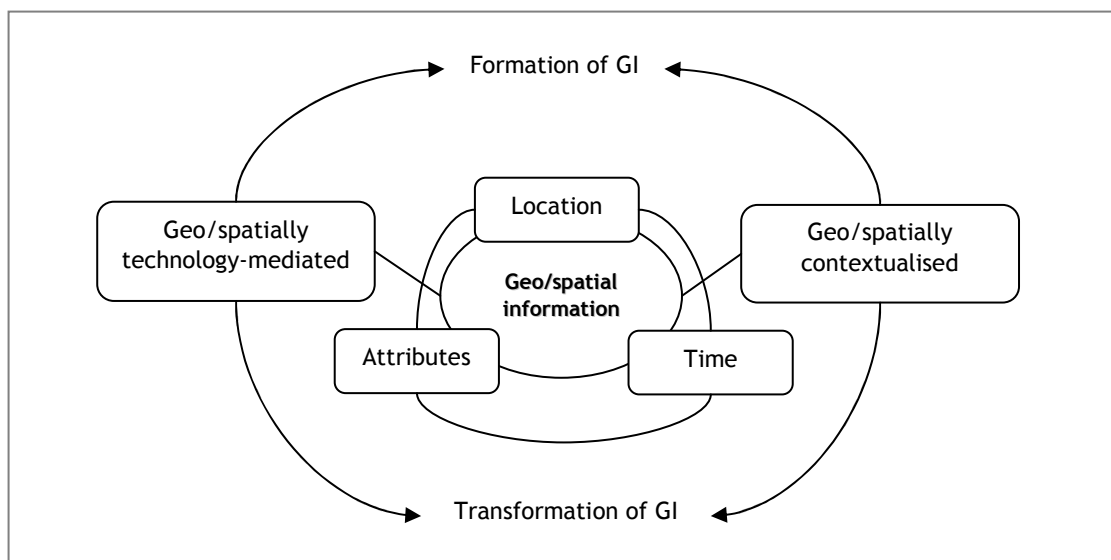 Formation of GI
Location
Geo/spatially
technology-mediated
Geo/spatially
contextualised
Geo/spatial
information
Attributes
Time
Transformation of GI